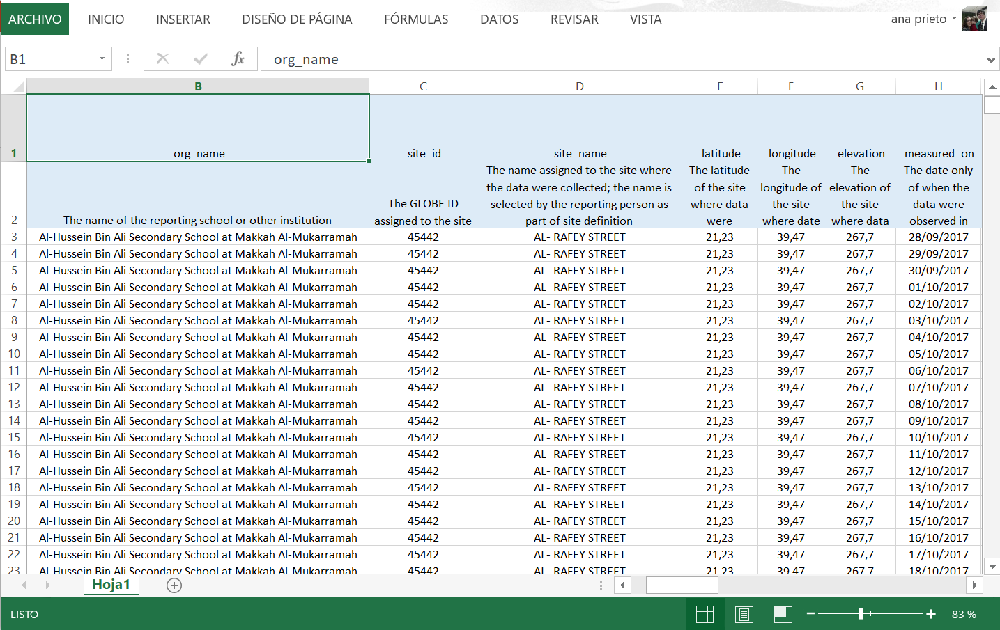 ARCHIVO INICIO INSERTAR DISEÑO DE PÁGINA FÓRMULAS DATOS REVISAR VISTA ana prieto
B1 fx org_name
B C D E F G H
1 org_name site_id site_name latitude longitude elevation measured_on
The name assigned to the site where The latitude The The The date only
the data were collected; the name is of the site longitude of elevation of of when the
The GLOBE ID selected by the reporting person as where data the site the site data were
2 The name of the reporting school or other institution assigned to the site part of site definition were where date where data observed in
3 Al-Hussein Bin Ali Secondary School at Makkah Al-Mukarramah 45442 AL- RAFEY STREET 21,23 39,47 267,7 28/09/2017
4 Al-Hussein Bin Ali Secondary School at Makkah Al-Mukarramah 45442 AL- RAFEY STREET 21,23 39,47 267,7 29/09/2017
5 Al-Hussein Bin Ali Secondary School at Makkah Al-Mukarramah 45442 AL- RAFEY STREET 21,23 39,47 267,7 30/09/2017
6 Al-Hussein Bin Ali Secondary School at Makkah Al-Mukarramah 45442 AL- RAFEY STREET 21,23 39,47 267,7 01/10/2017
7 Al-Hussein Bin Ali Secondary School at Makkah Al-Mukarramah 45442 AL- RAFEY STREET 21,23 39,47 267,7 02/10/2017
8 Al-Hussein Bin Ali Secondary School at Makkah Al-Mukarramah 45442 AL- RAFEY STREET 21,23 39,47 267,7 03/10/2017
9 Al-Hussein Bin Ali Secondary School at Makkah Al-Mukarramah 45442 AL- RAFEY STREET 21,23 39,47 267,7 04/10/2017
10 Al-Hussein Bin Ali Secondary School at Makkah Al-Mukarramah 45442 AL- RAFEY STREET 21,23 39,47 267,7 05/10/2017
11 Al-Hussein Bin Ali Secondary School at Makkah Al-Mukarramah 45442 AL- RAFEY STREET 21,23 39,47 267,7 06/10/2017
12 Al-Hussein Bin Ali Secondary School at Makkah Al-Mukarramah 45442 AL- RAFEY STREET 21,23 39,47 267,7 07/10/2017
13 Al-Hussein Bin Ali Secondary School at Makkah Al-Mukarramah 45442 AL- RAFEY STREET 21,23 39,47 267,7 08/10/2017
14 Al-Hussein Bin Ali Secondary School at Makkah Al-Mukarramah 45442 AL- RAFEY STREET 21,23 39,47 267,7 09/10/2017
15 Al-Hussein Bin Ali Secondary School at Makkah Al-Mukarramah 45442 AL- RAFEY STREET 21,23 39,47 267,7 10/10/2017
16 Al-Hussein Bin Ali Secondary School at Makkah Al-Mukarramah 45442 AL- RAFEY STREET 21,23 39,47 267,7 11/10/2017
17 Al-Hussein Bin Ali Secondary School at Makkah Al-Mukarramah 45442 AL- RAFEY STREET 21,23 39,47 267,7 12/10/2017
18 Al-Hussein Bin Ali Secondary School at Makkah Al-Mukarramah 45442 AL- RAFEY STREET 21,23 39,47 267,7 13/10/2017
19 Al-Hussein Bin Ali Secondary School at Makkah Al-Mukarramah 45442 AL- RAFEY STREET 21,23 39,47 267,7 14/10/2017
20 Al-Hussein Bin Ali Secondary School at Makkah Al-Mukarramah 45442 AL- RAFEY STREET 21,23 39,47 267,7 15/10/2017
21 Al-Hussein Bin Ali Secondary School at Makkah Al-Mukarramah 45442 AL- RAFEY STREET 21,23 39,47 267,7 16/10/2017
22 Al-Hussein Bin Ali Secondary School at Makkah Al-Mukarramah 45442 AL- RAFEY STREET 21,23 39,47 267,7 17/10/2017
23 Al-Hussein Bin Ali Secondary School at Makkah Al-Mukarramah 45442 AL- RAFEY STREET 21,23 39,47 267,7 18/10/2017
Hoja1
LISTO 83 %